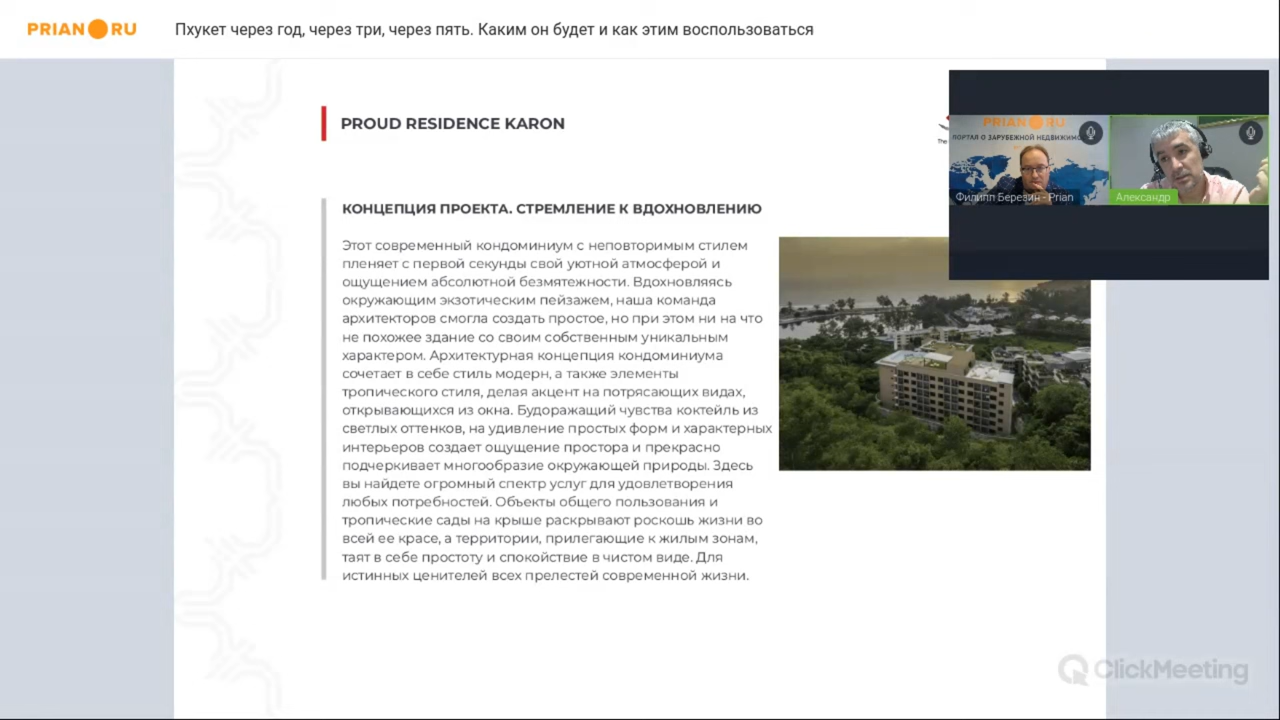 PRIAN RU
Пхукет через год, через три, через пять. Каким он будет и как этим воспользоваться
PROUD RESIDENCE KARON
The
PRIAN RU
ПОРТАЛ О ЗАРУБЕЖНОЙ НЕДВИЖИМО
Филипп Березин - Prian
Александр
КОНЦЕПЦИЯ ПРОЕКТА. СТРЕМЛЕНИЕ К ВДОХНОВЛЕНИЮ
Этот современный кондоминиум с неповторимым стилем
пленяет с первой секунды свой уютной атмосферой и
ощущением абсолютной безмятежности. Вдохновляясь
окружающим экзотическим пейзажем, наша команда
архитекторов смогла создать простое, но при этом ни на что
не похожее здание со своим собственным уникальным
характером. Архитектурная концепция кондоминиума
сочетает в себе стиль модерн, а также элементы
тропического стиля, делая акцент на потрясающих видах,
открывающихся из окна. Будоражащий чувства коктейль из
светлых оттенков, на удивление простых форм и характерных
интерьеров создает ощущение простора и прекрасно
подчеркивает многообразие окружающей природы. Здесь
вы найдете огромный спектр услуг для удовлетворения
любых потребностей. Объекты общего пользования и
тропические сады на крыше раскрывают роскошь жизни во
всей ее красе, а территории, прилегающие к жилым зонам,
таят в себе простоту и спокойствие в чистом виде. Для
истинных ценителей всех прелестей современной жизни.
ClickMeeting